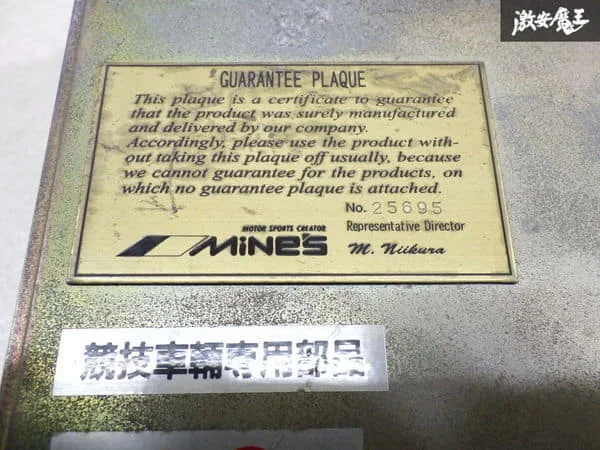 激安魔王
GUARANTEE PLAQUE
This plaque is a certificate to guarantee
that the product was surely manufactured
and delivered by our company.
Accordingly, please use the product with-
out taking this plaque off usually, because
we cannot guarantee for the products, on
which no guarantee plaque is attached.
No. 25695
MOTOR SPORTS CREATOR
MiNE'S
Representative Director
M. Niikura
競技車輛専用部品